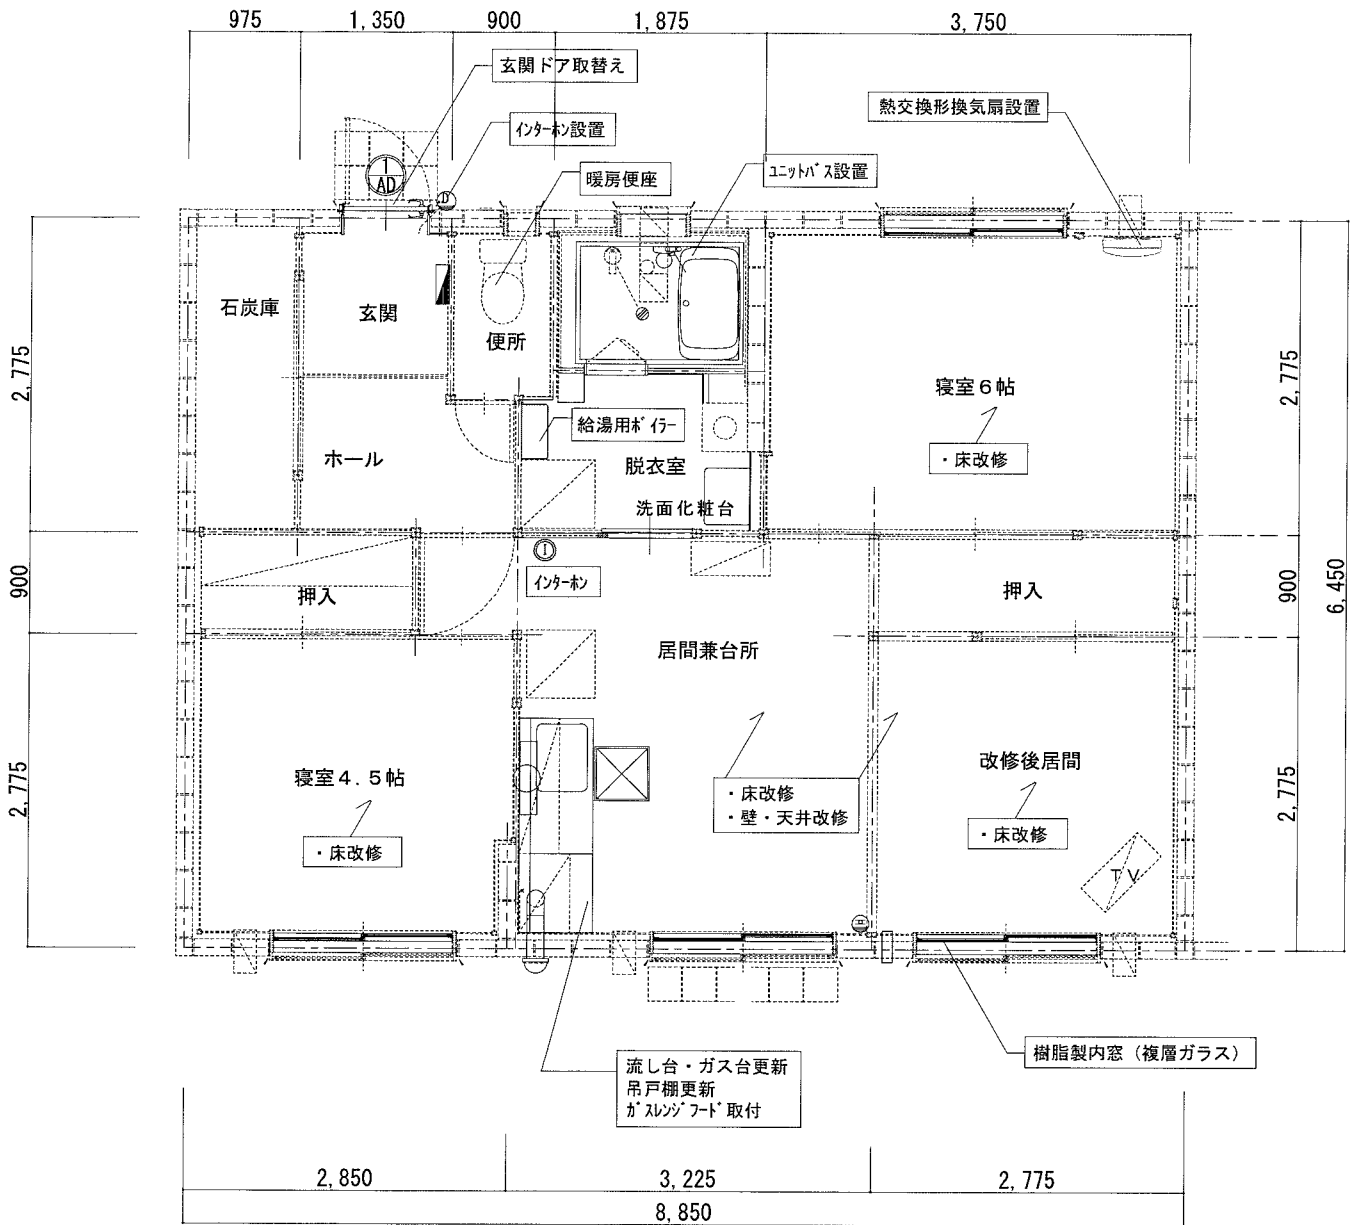 975
1,350
900
1,875
3,750
玄関ドア取替え
熱交換形換気扇設置
インターホン設置
暖房便座
ユニットバス設置
1
AD
D
石炭庫
玄関
便所
2,775
2,775
寝室6帖
・床改修
給湯用ボイラー
ホール
脱衣室
洗面化粧台
I
インターホン
900
押入
押入
900
6,450
居間兼台所
2,775
寝室4.5帖
・床改修
・床改修
・壁・天井改修
改修後居間
・床改修
2,775
TV
樹脂製内窓（複層ガラス）
流し台・ガス台更新
吊戸棚更新
ガスレンジフード取付
2,850
3,225
2,775
8,850